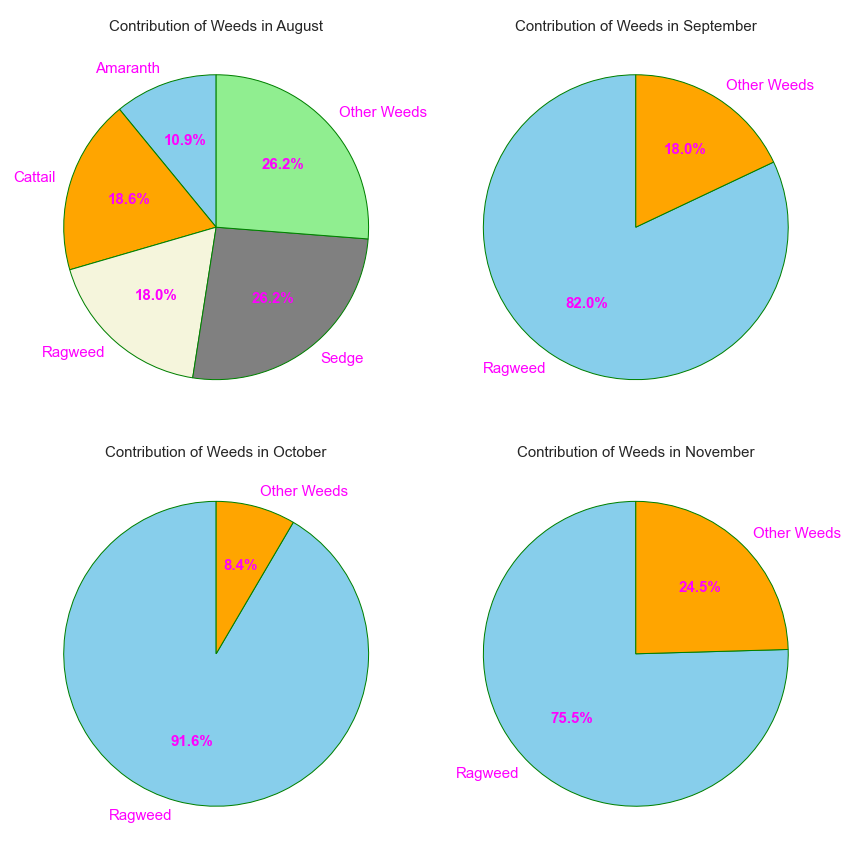 Contribution of Weeds in August
Amaranth
Other Weeds
10.9%
26.2%
Cattail
18.6%
18.0%
26.2%
Ragweed
Sedge
Contribution of Weeds in September
Other Weeds
18.0%
82.0%
Ragweed
Contribution of Weeds in October
Other Weeds
8.4%
91.6%
Ragweed
Contribution of Weeds in November
Other Weeds
24.5%
75.5%
Ragweed